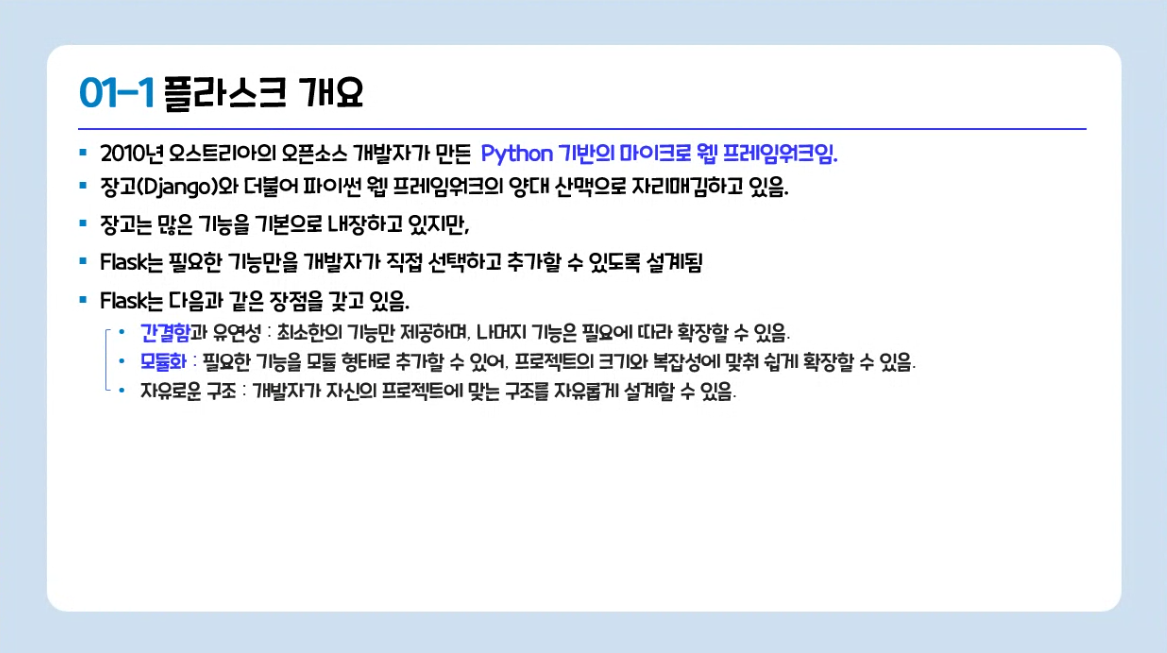 01-1 플라스크 개요
▪ 2010년 오스트리아의 오픈소스 개발자가 만든 Python 기반의 마이크로 웹 프레임워크임.
▪ 장고(Django)와 더불어 파이썬 웹 프레임워크의 양대 산맥으로 자리매김하고 있음.
▪ 장고는 많은 기능을 기본으로 내장하고 있지만,
▪ Flask는 필요한 기능만을 개발자가 직접 선택하고 추가할 수 있도록 설계됨
▪ Flask는 다음과 같은 장점을 갖고 있음.
• 간결함과 유연성 : 최소한의 기능만 제공하며, 나머지 기능은 필요에 따라 확장할 수 있음.
• 모듈화 : 필요한 기능을 모듈 형태로 추가할 수 있어, 프로젝트의 크기와 복잡성에 맞춰 쉽게 확장할 수 있음.
• 자유로운 구조 : 개발자가 자신의 프로젝트에 맞는 구조를 자유롭게 설계할 수 있음.